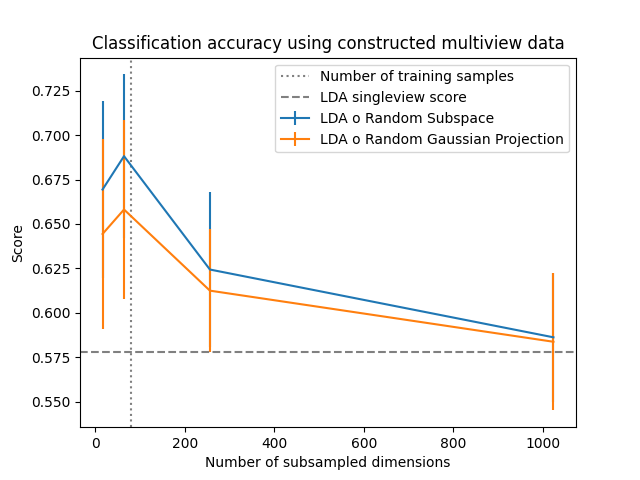 Classification accuracy using constructed multiview data
Number of training samples
LDA singleview score
LDA o Random Subspace
LDA o Random Gaussian Projection
Score
0.725
0.700
0.675
0.650
0.625
0.600
0.575
0.550
0 200 400 600 800 1000
Number of subsampled dimensions